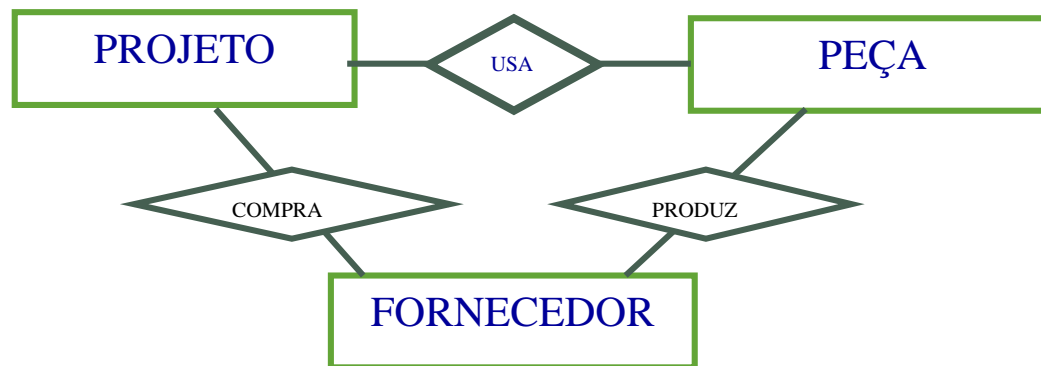 PROJETO
USA
PEÇA
COMPRA
PRODUZ
FORNECEDOR